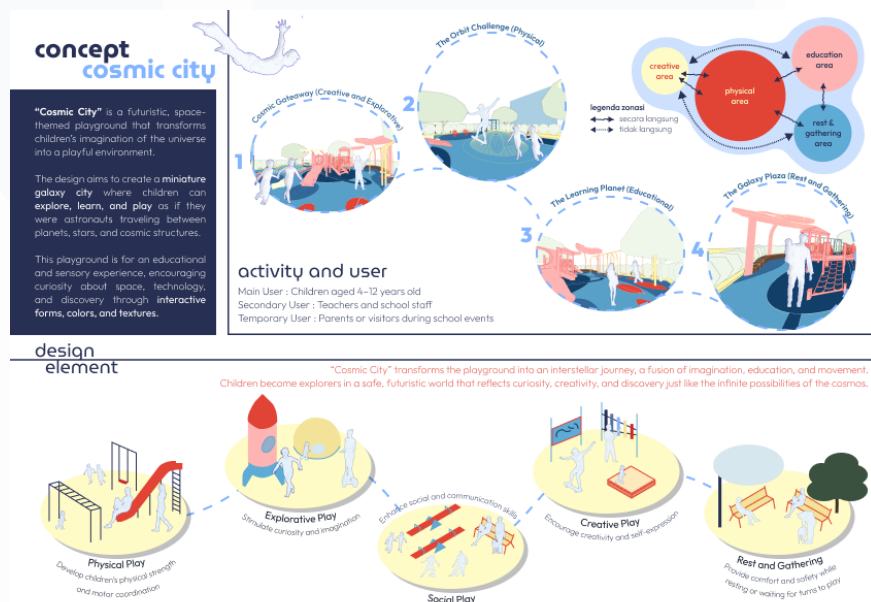 concept
cosmic city
“Cosmic City” is a futuristic, space-
themed playground that transforms
children's imagination of the universe
into a playful environment.
The design aims to create a miniature
galaxy city where children can
explore, learn, and play as if they
were astronauts traveling between
planets, stars, and cosmic structures.
This playground is for an educational
and sensory experience, encouraging
curiosity about space, technology,
and discovery through interactive
forms, colors, and textures.
1
Cosmic Gateaway (Creative and Explorative)
2
The Orbit Challenge (Physical)
3
The Learning Planet (Educational)
4
The Galaxy Plaza (Rest and Gathering)
creative
area
physical
area
education
area
rest &
gathering
area
legenda zonasi
secara langsung
tidak langsung
activity and user
Main User : Children aged 4–12 years old
Secondary User : Teachers and school staff
Temporary User : Parents or visitors during school events
design
element
“Cosmic City” transforms the playground into an interstellar journey, a fusion of imagination, education, and movement.
Children become explorers in a safe, futuristic world that reflects curiosity, creativity, and discovery just like the infinite possibilities of the cosmos.
Physical Play
Develop children's physical strength
and motor coordination
Explorative Play
Stimulate curiosity and imagination
Enhance social and communication skills
Social Play
Creative Play
Encourage creativity and self-expression
Rest and Gathering
Provide comfort and safety while
resting or waiting for turns to play